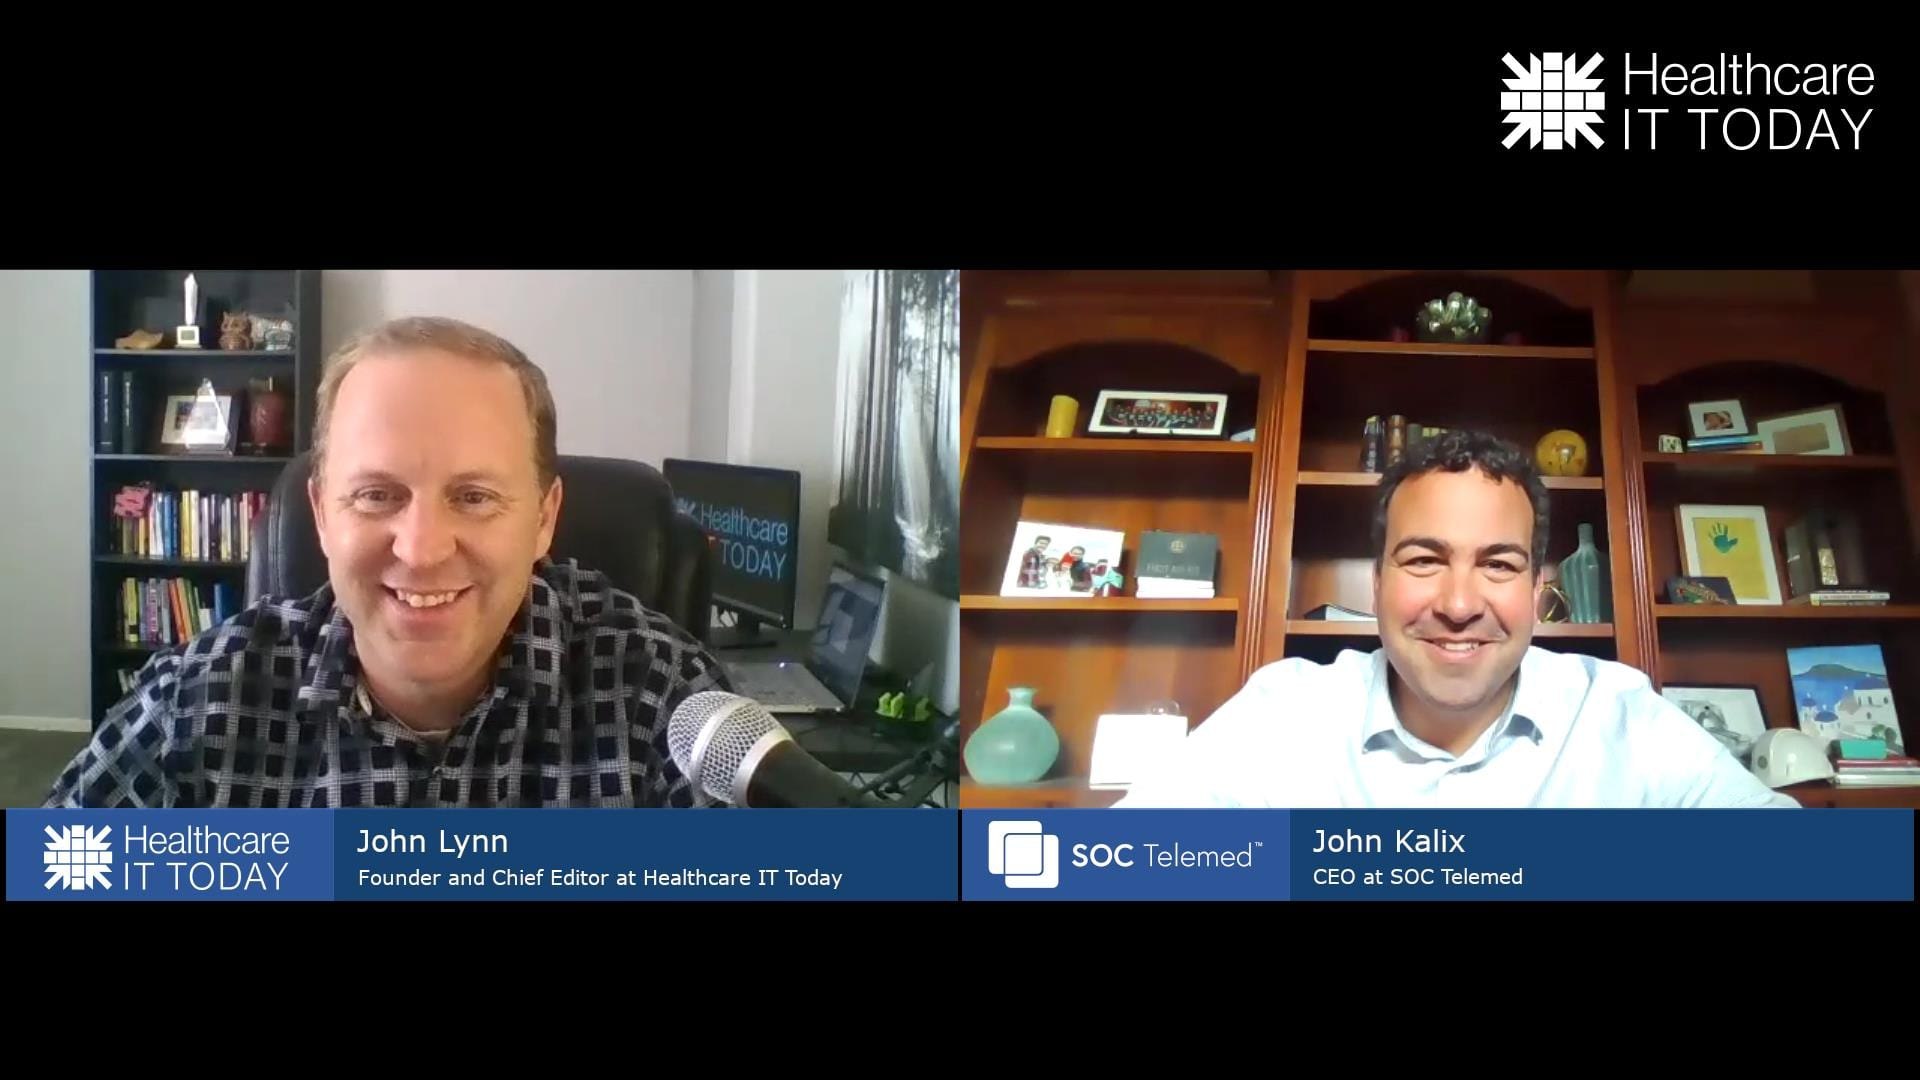 Healthcare
IT TODAY
Healthcare
IT TODAY
Healthcare
IT TODAY
John Lynn
Founder and Chief Editor at Healthcare IT Today
SOC Telemed™
John Kalix
CEO at SOC Telemed